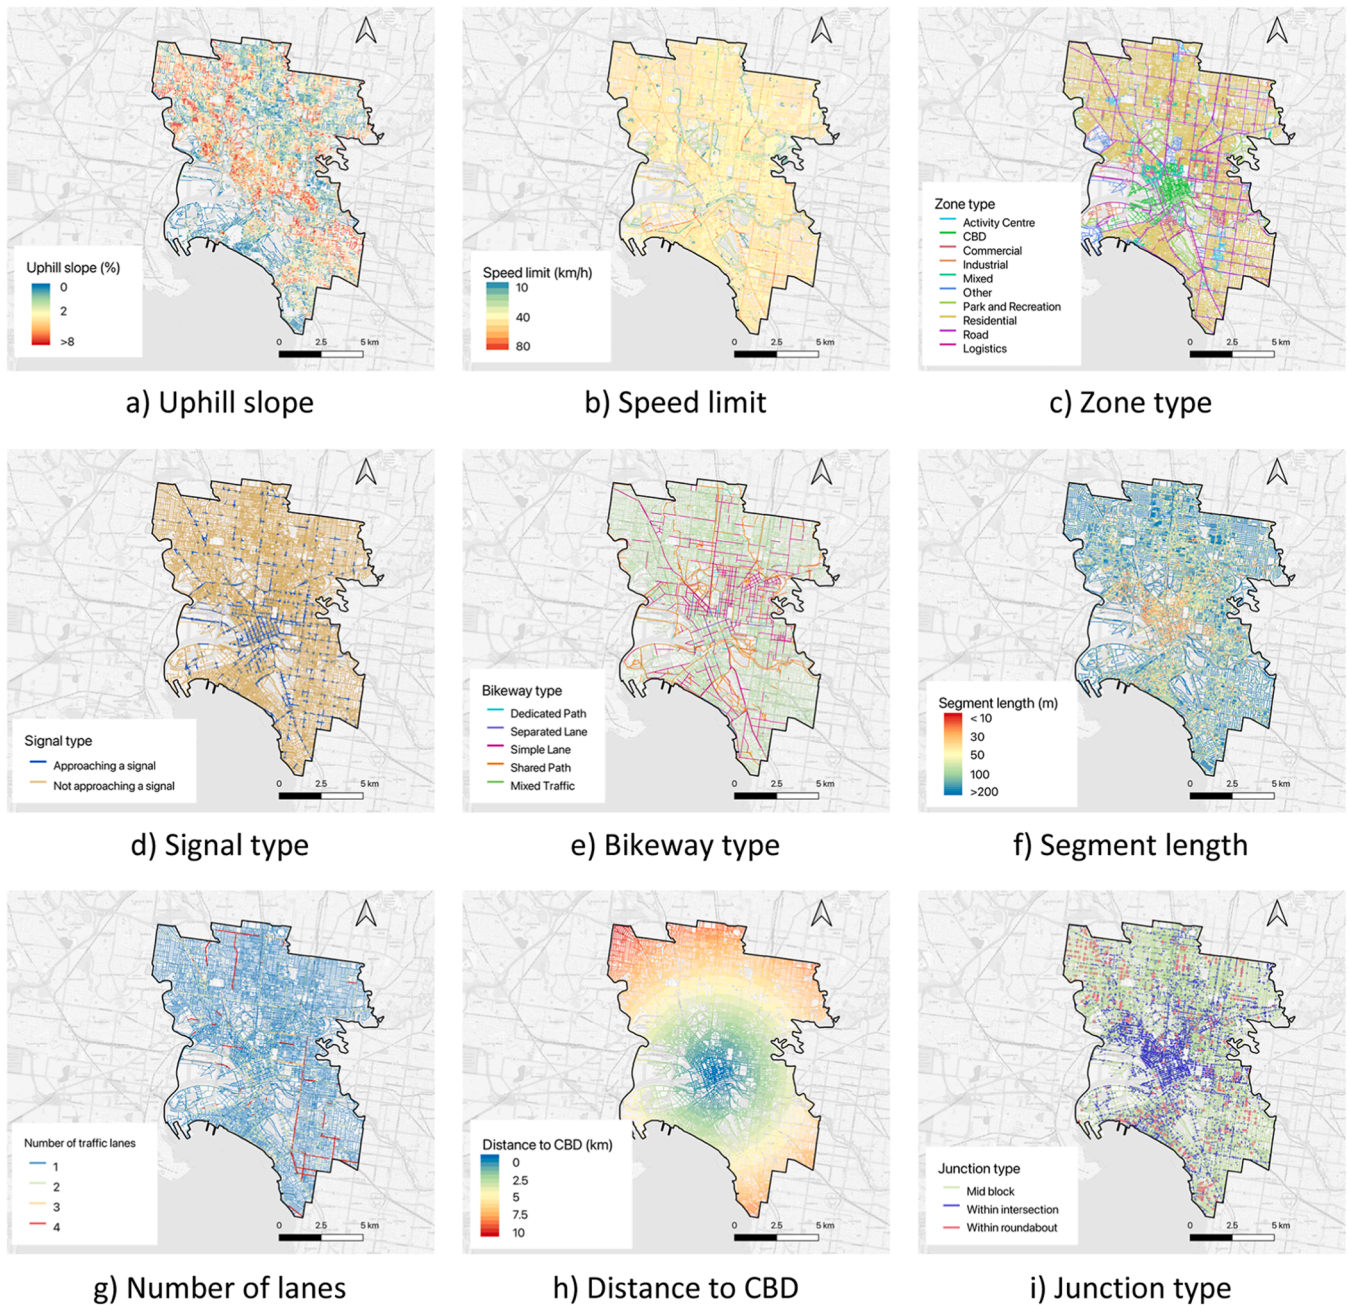 Uphill slope (%)
0
2
>8
0 2.5 5 km
a) Uphill slope
Speed limit (km/h)
10
40
80
0 2.5 5 km
b) Speed limit
Zone type
Activity Centre
CBD
Commercial
Industrial
Mixed
Other
Park and Recreation
Residential
Road
Logistics
0 2.5 5 km
c) Zone type
Signal type
Approaching a signal
Not approaching a signal
0 2.5 5 km
d) Signal type
Bikeway type
Dedicated Path
Separated Lane
Simple Lane
Shared Path
Mixed Traffic
0 2.5 5 km
e) Bikeway type
Segment length (m)
< 10
30
50
100
>200
0 2.5 5 km
f) Segment length
Number of traffic lanes
1
2
3
4
0 2.5 5 km
g) Number of lanes
Distance to CBD (km)
0
2.5
5
7.5
10
0 2.5 5 km
h) Distance to CBD
Junction type
Mid block
Within intersection
Within roundabout
0 2.5 5 km
i) Junction type